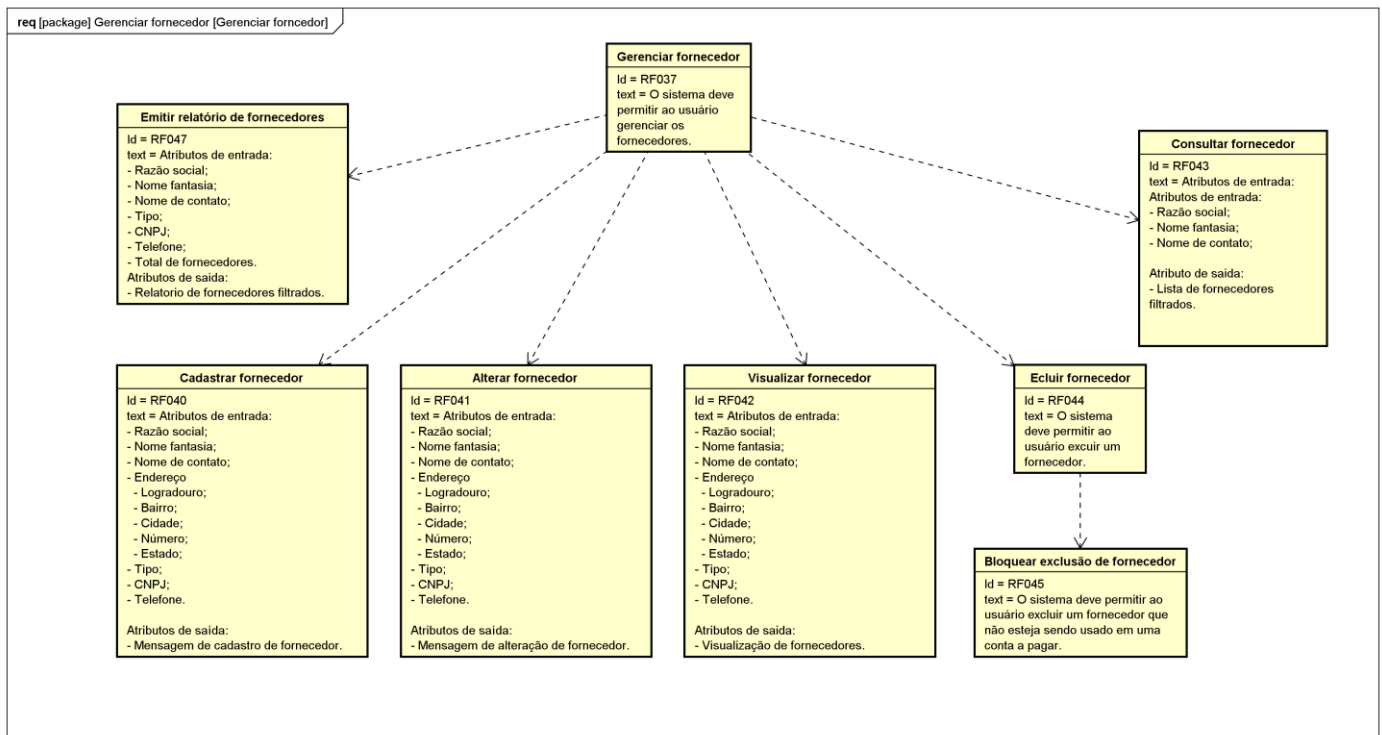 req [package] Gerenciar fornecedor [Gerenciar forncedor]
Gerenciar fornecedor
Id = RF037
text = O sistema deve
permitir ao usuário
gerenciar os
fornecedores.
Emitir relatório de fornecedores
Id = RF047
text = Atributos de entrada:
- Razão social;
- Nome fantasia;
- Nome de contato;
- Tipo;
- CNPJ;
- Telefone;
- Total de fornecedores.
Atributos de saida:
- Relatorio de fornecedores filtrados.
Consultar fornecedor
Id = RF043
text = Atributos de entrada:
Atributos de entrada:
- Razão social;
- Nome fantasia;
- Nome de contato;
Atributo de saida:
- Lista de fornecedores
filtrados.
Cadastrar fornecedor
Id = RF040
text = Atributos de entrada:
- Razão social;
- Nome fantasia;
- Nome de contato;
- Endereço
- Logradouro;
- Bairro;
- Cidade;
- Número;
- Estado;
- Tipo;
- CNPJ;
- Telefone.
Atributos de saída:
- Mensagem de cadastro de fornecedor.
Alterar fornecedor
Id = RF041
text = Atributos de entrada:
- Razão social;
- Nome fantasia;
- Nome de contato;
- Endereço
- Logradouro;
- Bairro;
- Cidade;
- Número;
- Estado;
- Tipo;
- CNPJ;
- Telefone.
Atributos de saída:
- Mensagem de alteração de fornecedor.
Visualizar fornecedor
Id = RF042
text = Atributos de entrada:
- Razão social;
- Nome fantasia;
- Nome de contato;
- Endereço
- Logradouro;
- Bairro;
- Cidade;
- Número;
- Estado;
- Tipo;
- CNPJ;
- Telefone.
Atributos de saída:
- Visualização de fornecedores.
Ecluir fornecedor
Id = RF044
text = O sistema
deve permitir ao
usuário excuir um
fornecedor.
Bloquear exclusão de fornecedor
Id = RF045
text = O sistema deve permitir ao
usuário excluir um fornecedor que
não esteja sendo usado em uma
conta a pagar.